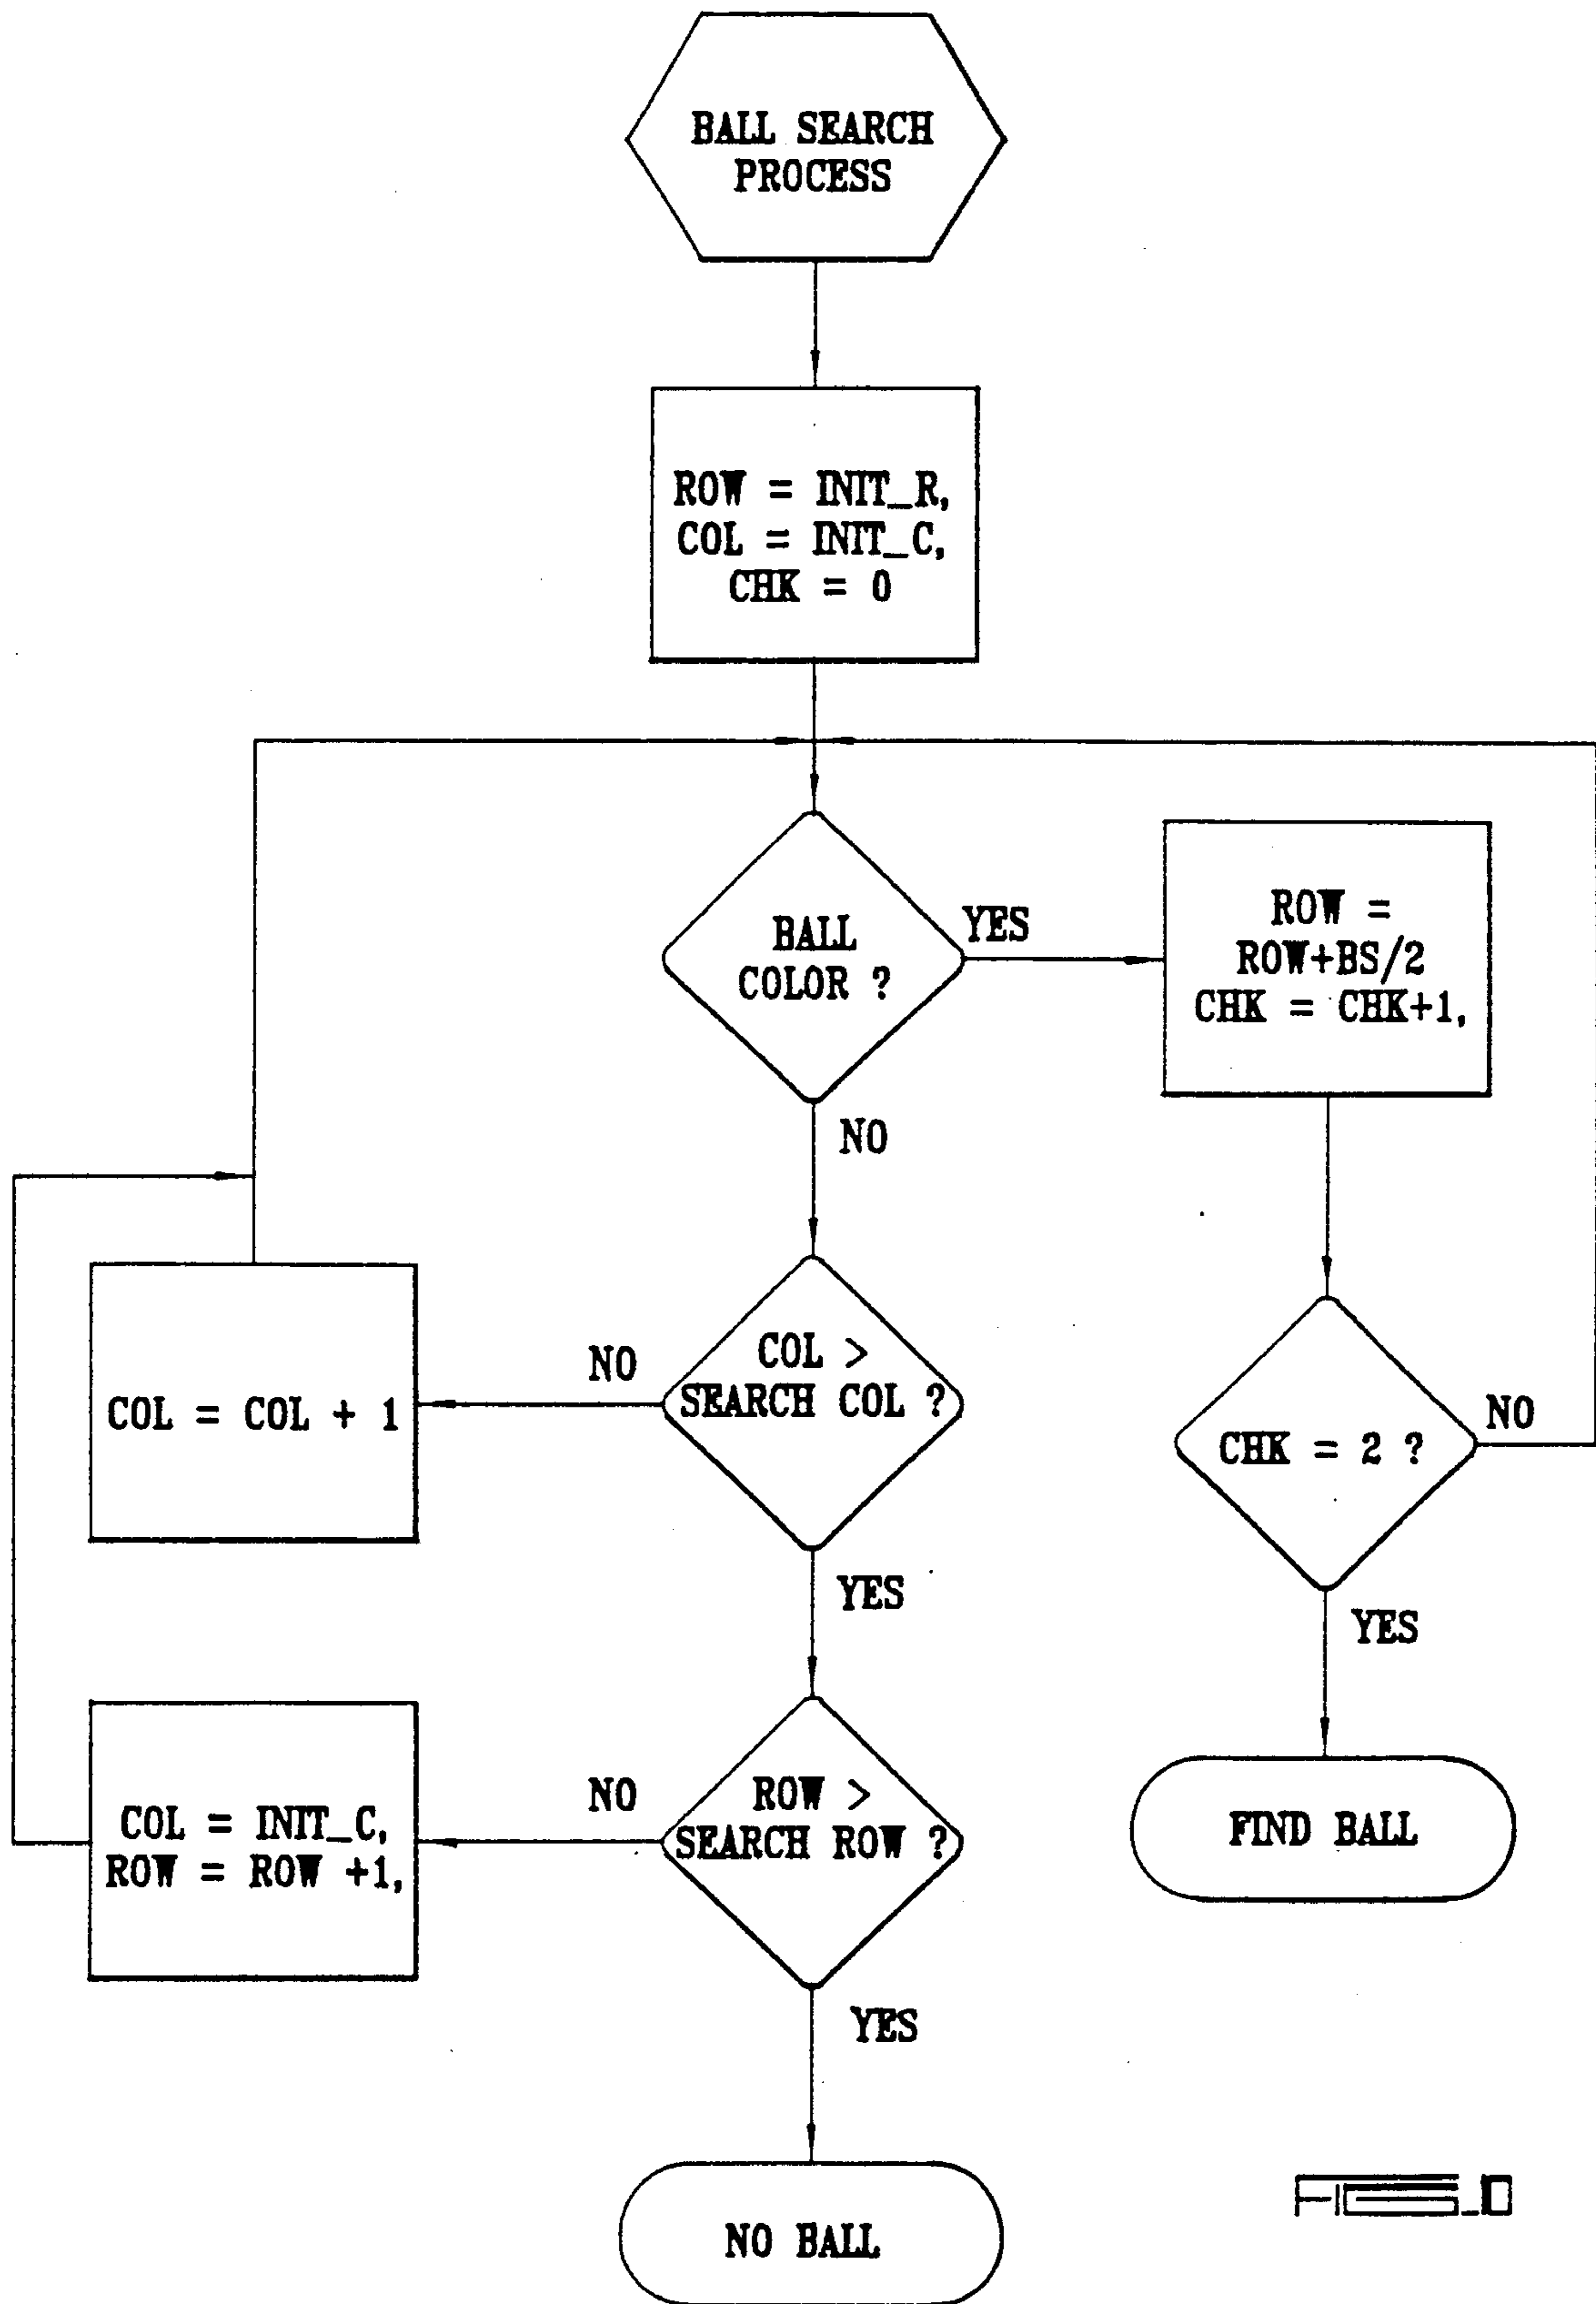 BALL SEARCH
PROCESS
ROW = INIT_R,
COL = INIT_C,
CHK = 0
BALL
COLOR ?
YES
ROW =
ROW+BS/2
CHK = CHK+1,
NO
COL >
SEARCH COL ?
NO
COL = COL + 1
CHK = 2 ?
NO
YES
YES
ROW >
SEARCH ROW ?
NO
COL = INIT_C,
ROW = ROW +1,
FIND BALL
YES
NO BALL